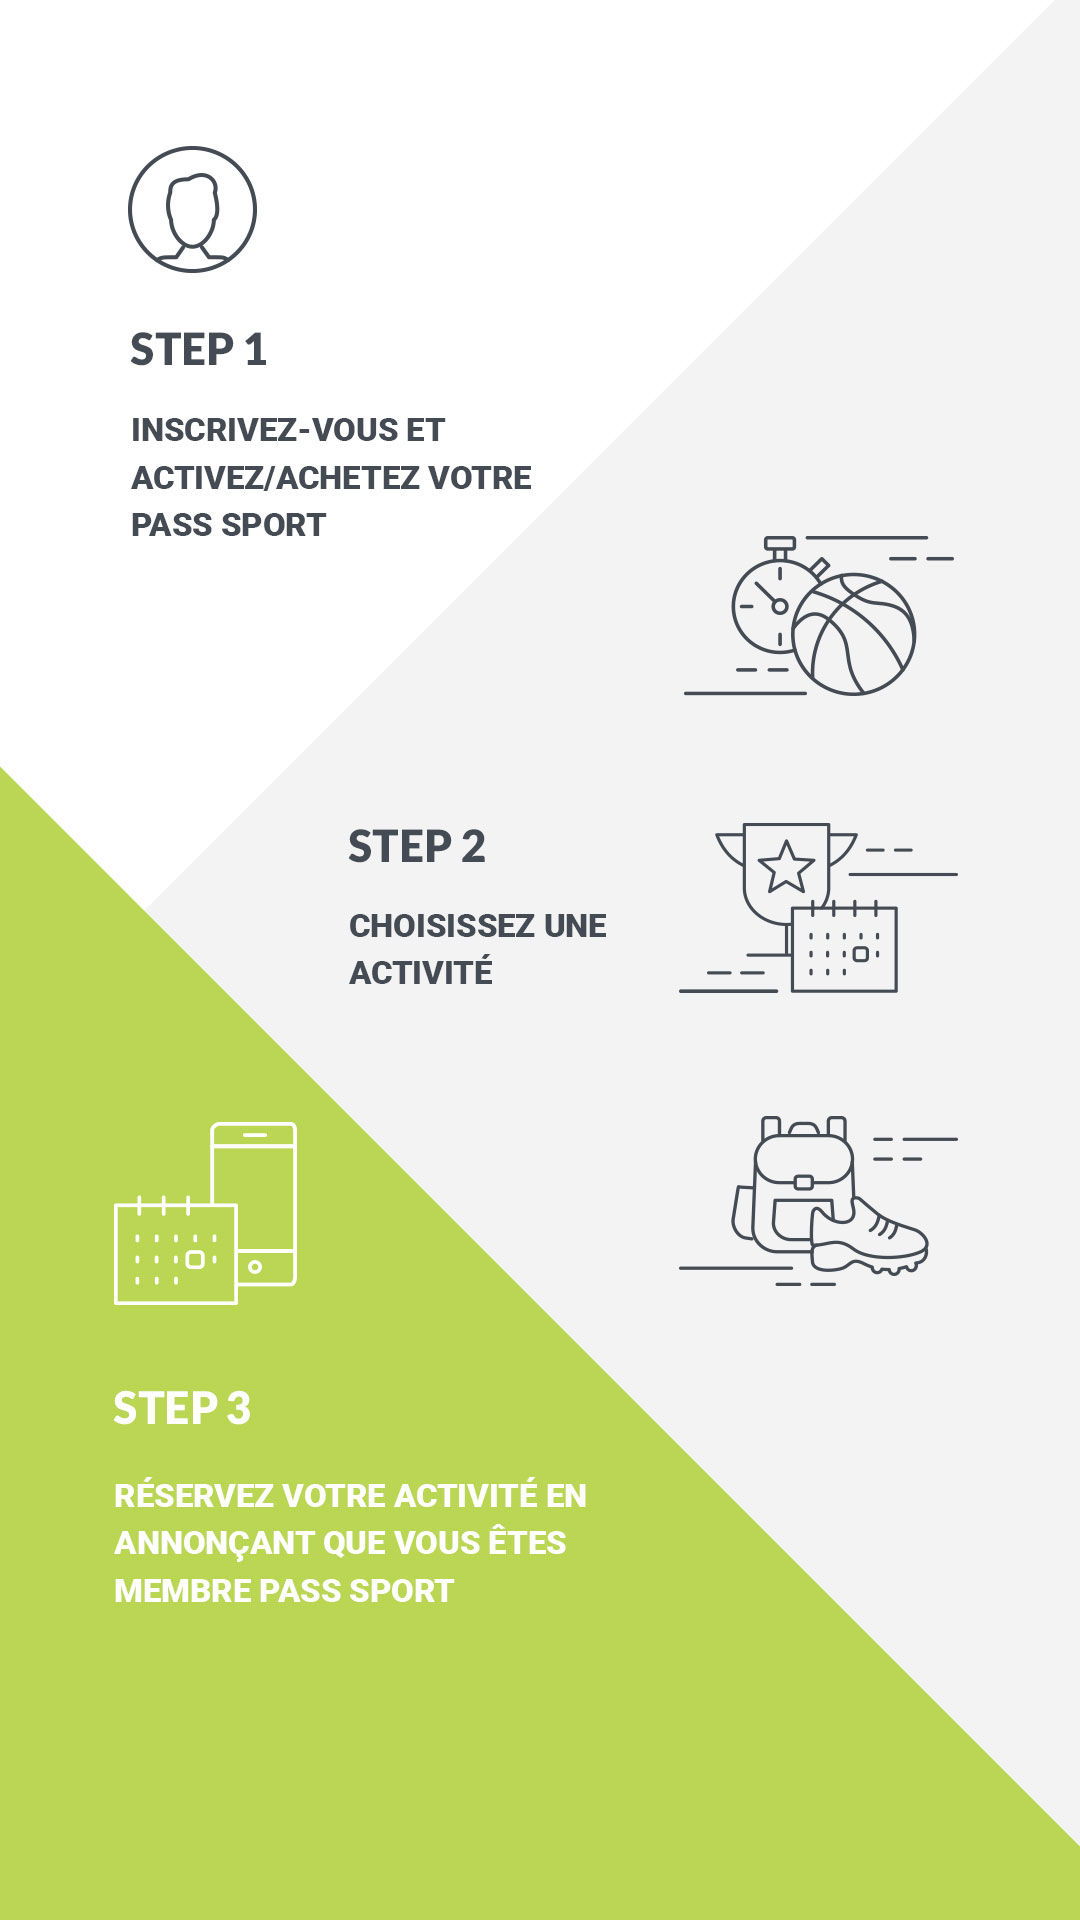 STEP 1
INSCRIVEZ-VOUS ET
ACTIVEZ/ACHETEZ VOTRE
PASS SPORT
STEP 2
CHOISISSEZ UNE
ACTIVITÉ
STEP 3
RÉSERVEZ VOTRE ACTIVITÉ EN
ANNONÇANT QUE VOUS ÊTES
MEMBRE PASS SPORT